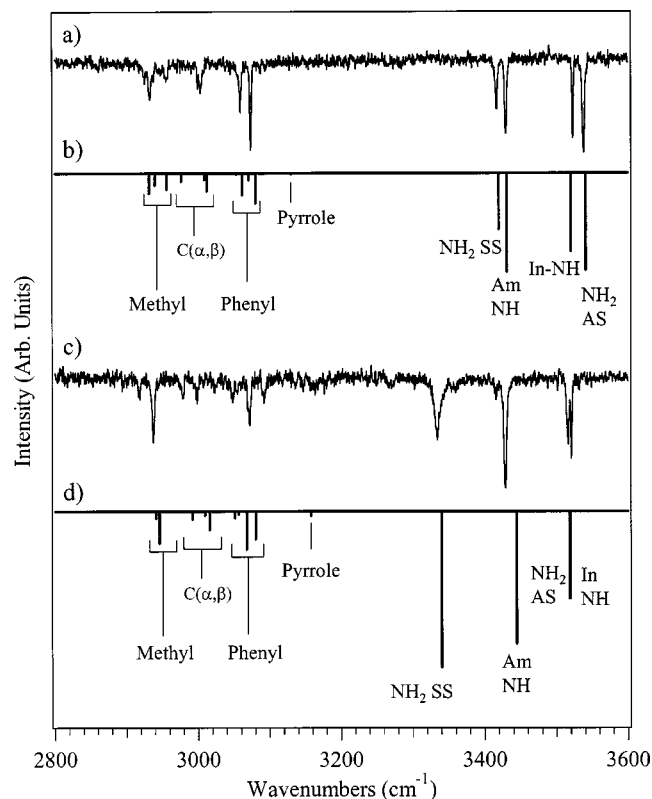 a)
b)
Pyrrole
NH₂ SS
In-NH
C(α,β)
Am
NH
NH₂
AS
Methyl
Phenyl
c)
d)
Pyrrole
NH₂
AS
In
NH
C(α,β)
Methyl
Phenyl
Am
NH
NH₂ SS
Intensity (Arb. Units)
2800 3000 3200 3400 3600
Wavenumbers (cm⁻¹)